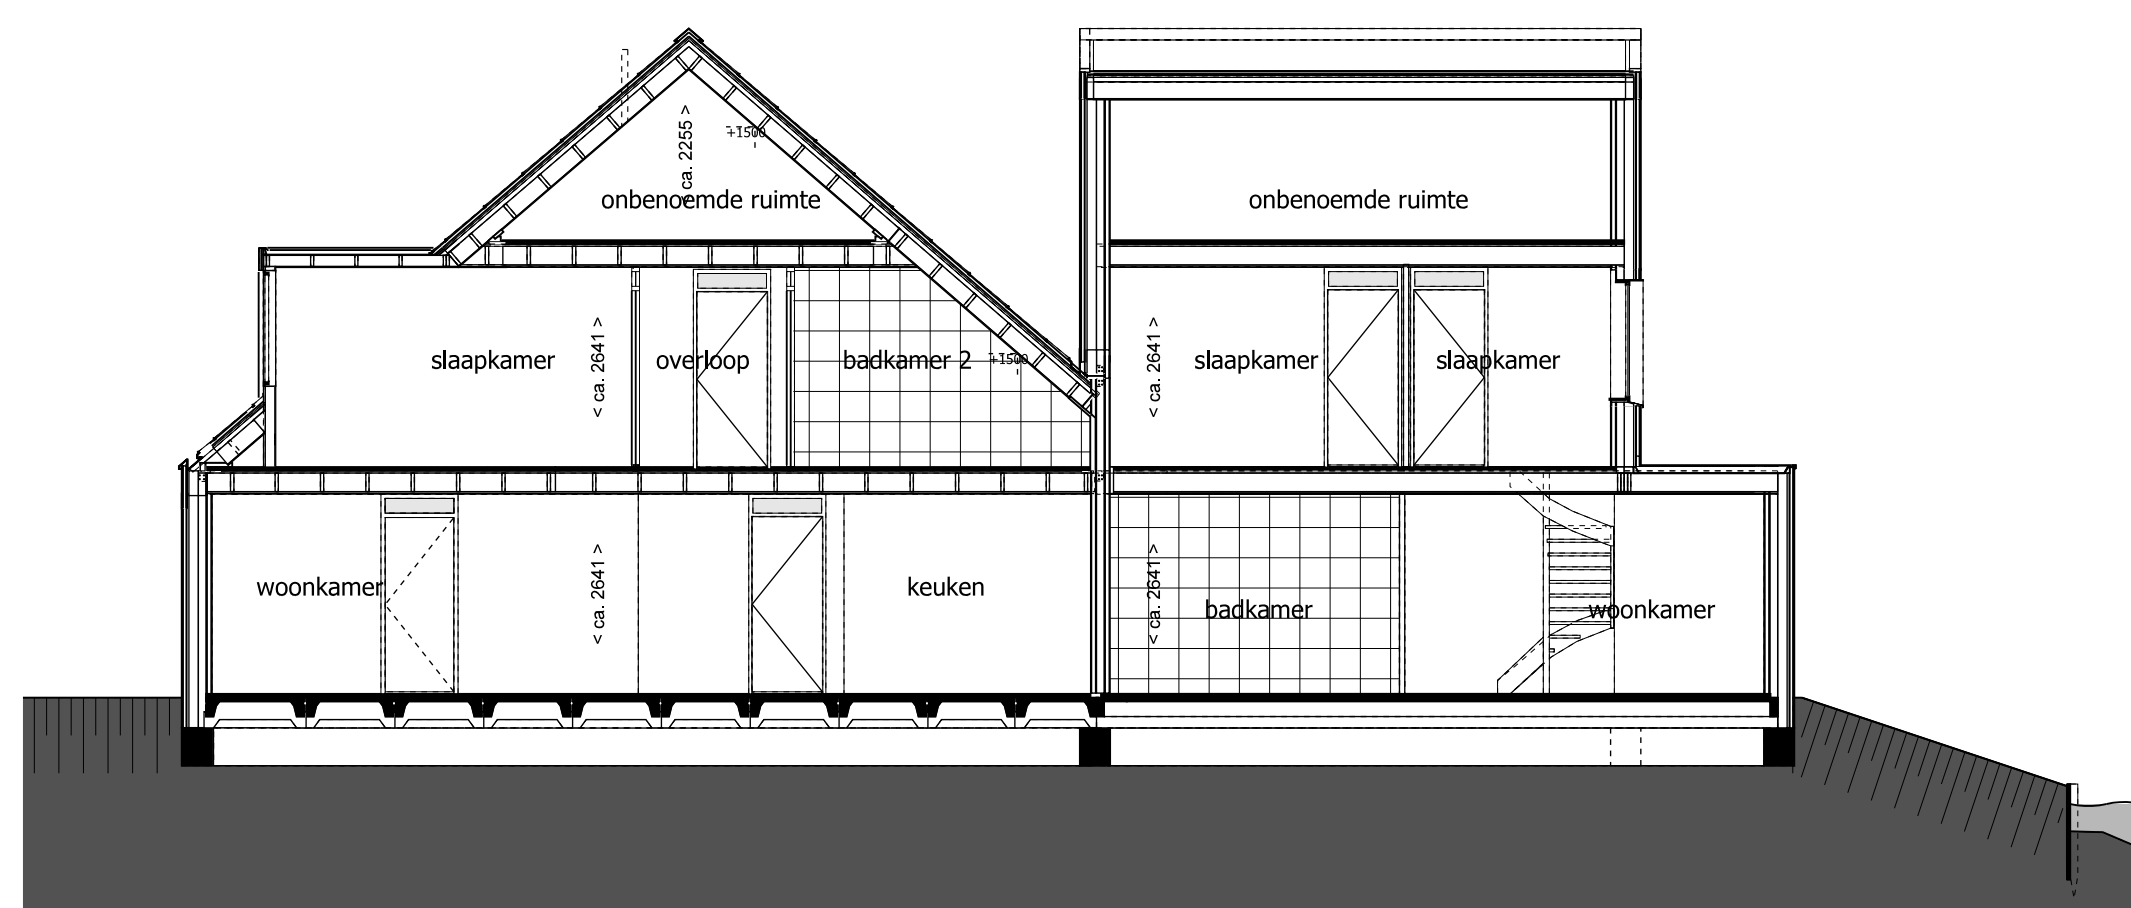 < ca. 2255 >
+1500
onbenoemde ruimte
onbenoemde ruimte
slaapkamer
< ca. 2641 >
overloop
badkamer 2
+1500
< ca. 2641 >
slaapkamer
slaapkamer
woonkamer
< ca. 2641 >
keuken
< ca. 2641 >
badkamer
woonkamer